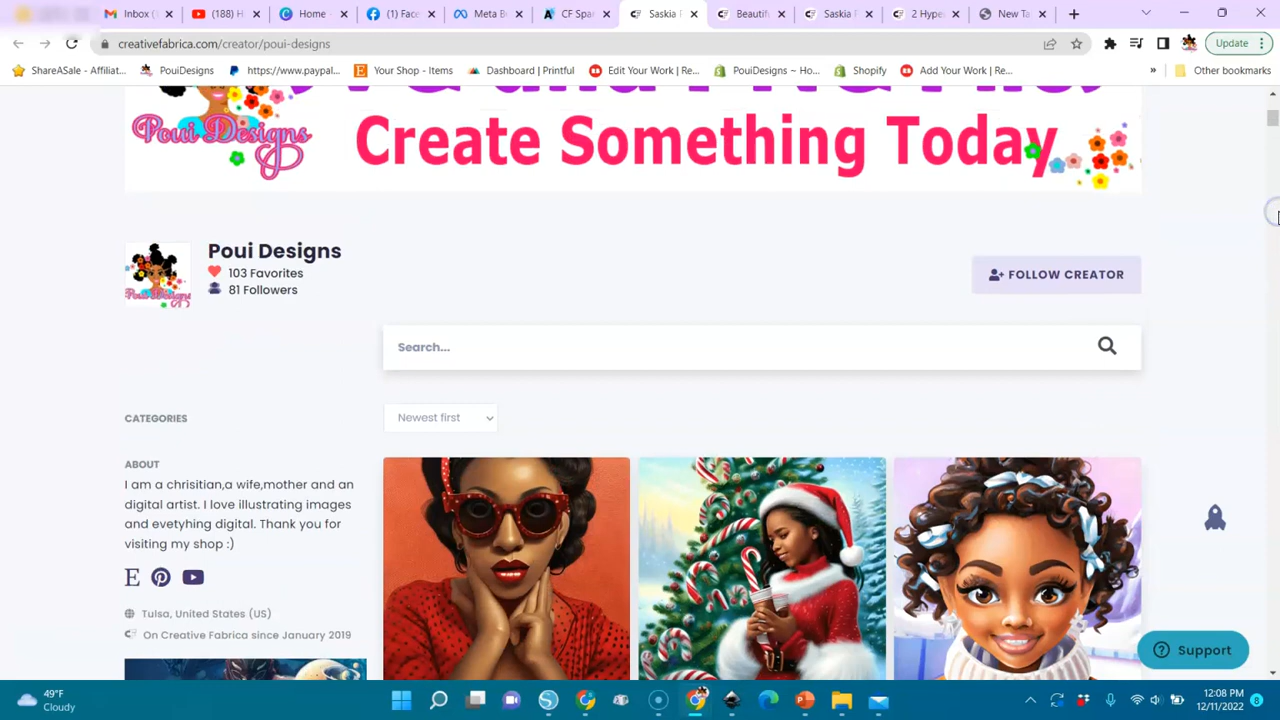 Inbox (1
(188) H
Home -
(1) Face
Meta B
CF Spar
Saskia F
Beautif
Saskia F
2 Hypes
New Ta
creativefabrica.com/creator/poui-designs
Update
ShareASale - Affiliat...
PouiDesigns
https://www.paypal...
Your Shop - Items
Dashboard | Printful
Edit Your Work | Re...
PouiDesigns ~ Ho...
Shopify
Add Your Work | Re...
»
Other bookmarks
Poui Designs
Create Something Today
Poui Designs
103 Favorites
81 Followers
FOLLOW CREATOR
Search...
CATEGORIES
Newest first
ABOUT
I am a chrisitian,a wife,mother and an
digital artist. I love illustrating images
and evetyhing digital. Thank you for
visiting my shop :)
Tulsa, United States (US)
On Creative Fabrica since January 2019
Support
49°F
Cloudy
12:08 PM
12/11/2022
8